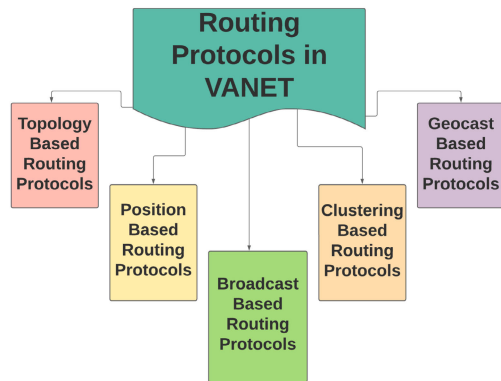 Routing
Protocols in
VANET
Topology
Based
Routing
Protocols
Position
Based
Routing
Protocols
Broadcast
Based
Routing
Protocols
Clustering
Based
Routing
Protocols
Geocast
Based
Routing
Protocols